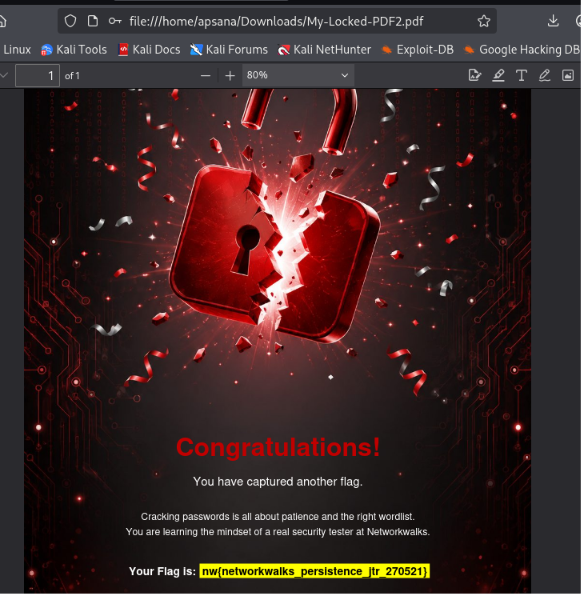 file:///home/apsana/Downloads/My-Locked-PDF2.pdf
Linux Kali Tools Kali Docs Kali Forums Kali NetHunter Exploit-DB Google Hacking DB
1 of 1 80%
Congratulations!
You have captured another flag.
Cracking passwords is all about patience and the right wordlist.
You are learning the mindset of a real security tester at Networkwalks.
Your Flag is: nw{networkwalks_persistence_jtr_270521}